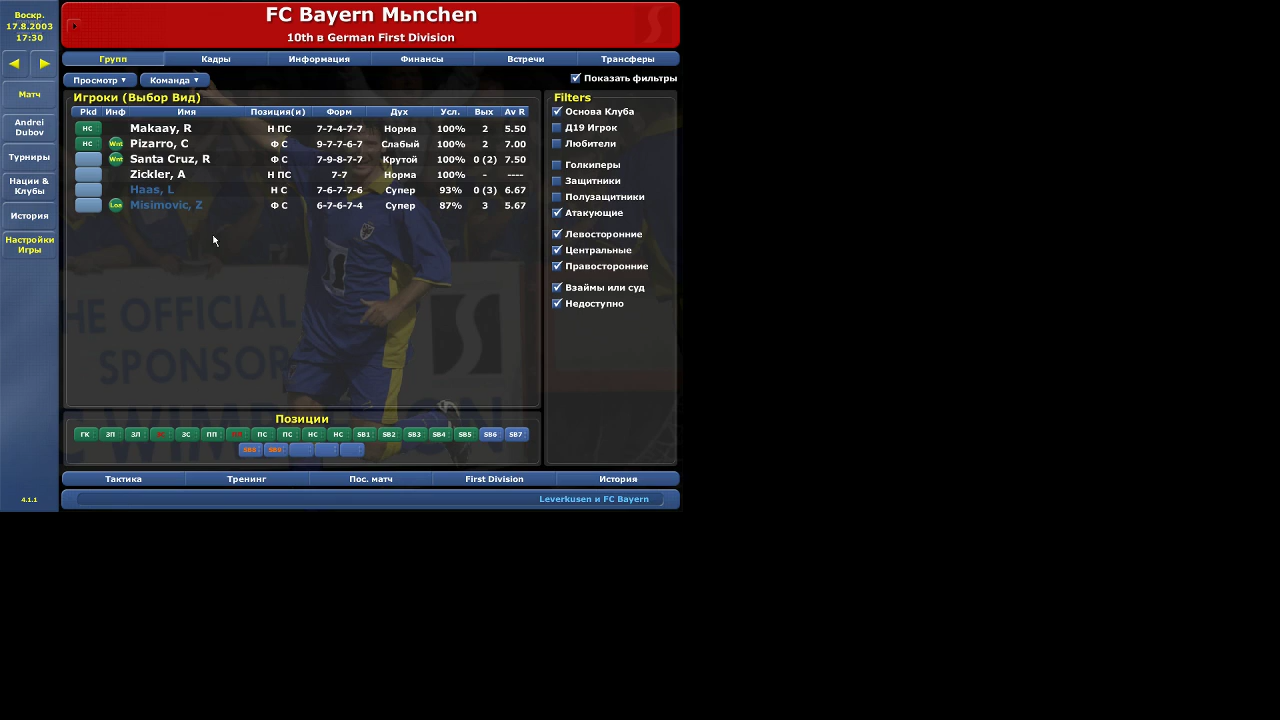 Воскр.
17.8.2003
17:30
FC Bayern Mьnchen
10th в German First Division
Групп Кадры Информация Финансы Встречи Трансферы
Просмотр Команда Показать фильтры
Матч
Andrei Dubov
Турниры
Нации & Клубы
История
Настройки Игры
4.1.1
Игроки (Выбор Вид)
Pkd Инф Имя Позиция(и) Форм Дух Усл. Вых Av R
НС Makaay, R Н ПС 7-7-4-7-7 Норма 100% 2 5.50
НС Wnt Pizarro, C Ф С 9-7-7-6-7 Слабый 100% 2 7.00
Wnt Santa Cruz, R Ф С 7-9-8-7-7 Крутой 100% 0 (2) 7.50
Zickler, A Н ПС 7-7 Норма 100% - ----
Haas, L Н С 7-6-7-7-6 Супер 93% 0 (3) 6.67
Loa Misimovic, Z Ф С 6-7-6-7-4 Супер 87% 3 5.67
Filters
Основа Клуба
Д19 Игрок
Любители
Голкиперы
Защитники
Полузащитники
Атакующие
Левосторонние
Центральные
Правосторонние
Взаймы или суд
Недоступно
THE OFFICIAL
SPONSOR
Позиции
ГК ЗП ЗЛ ЗС ПП ПС ПС НС НС SB1 SB2 SB3 SB4 SB5 SB6 SB7
SB8 SB9
Тактика Тренинг Пос. матч First Division История
Leverkusen и FC Bayern